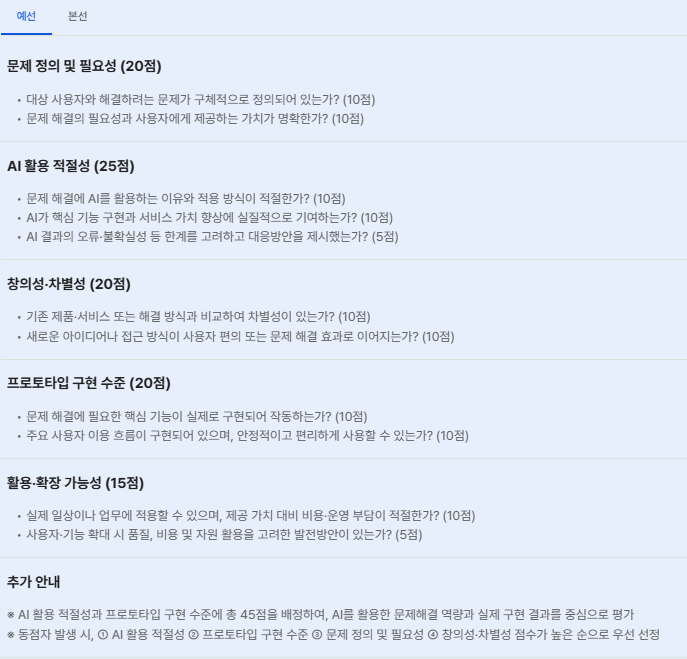 예선 본선
문제 정의 및 필요성 (20점)
• 대상 사용자와 해결하려는 문제가 구체적으로 정의되어 있는가? (10점)
• 문제 해결의 필요성과 사용자에게 제공하는 가치가 명확한가? (10점)
AI 활용 적절성 (25점)
• 문제 해결에 AI를 활용하는 이유와 적용 방식이 적절한가? (10점)
• AI가 핵심 기능 구현과 서비스 가치 향상에 실질적으로 기여하는가? (10점)
• AI 결과의 오류·불확실성 등 한계를 고려하고 대응방안을 제시했는가? (5점)
창의성·차별성 (20점)
• 기존 제품·서비스 또는 해결 방식과 비교하여 차별성이 있는가? (10점)
• 새로운 아이디어나 접근 방식이 사용자 편의 또는 문제 해결 효과로 이어지는가? (10점)
프로토타입 구현 수준 (20점)
• 문제 해결에 필요한 핵심 기능이 실제로 구현되어 작동하는가? (10점)
• 주요 사용자 이용 흐름이 구현되어 있으며, 안정적이고 편리하게 사용할 수 있는가? (10점)
활용·확장 가능성 (15점)
• 실제 일상이나 업무에 적용할 수 있으며, 제공 가치 대비 비용·운영 부담이 적절한가? (10점)
• 사용자·기능 확대 시 품질, 비용 및 자원 활용을 고려한 발전방안이 있는가? (5점)
추가 안내
※ AI 활용 적절성과 프로토타입 구현 수준에 총 45점을 배정하여, AI를 활용한 문제해결 역량과 실제 구현 결과를 중심으로 평가
※ 동점자 발생 시, ① AI 활용 적절성 ② 프로토타입 구현 수준 ③ 문제 정의 및 필요성 ④ 창의성·차별성 점수가 높은 순으로 우선 선정